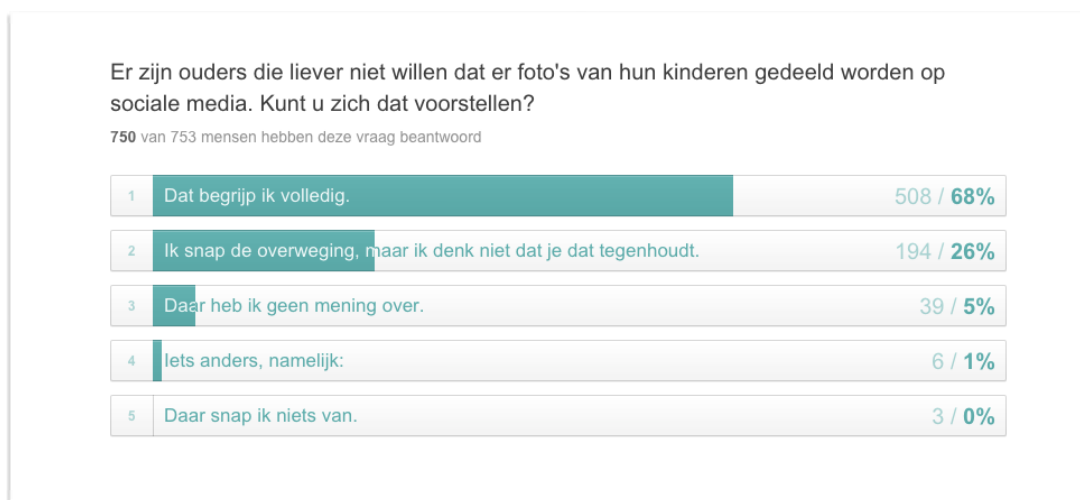 Er zijn ouders die liever niet willen dat er foto's van hun kinderen gedeeld worden op
sociale media. Kunt u zich dat voorstellen?
750 van 753 mensen hebben deze vraag beantwoord
1 Dat begrijp ik volledig. 508 / 68%
2 Ik snap de overweging, maar ik denk niet dat je dat tegenhoudt. 194 / 26%
3 Daar heb ik geen mening over. 39 / 5%
4 Iets anders, namelijk: 6 / 1%
5 Daar snap ik niets van. 3 / 0%